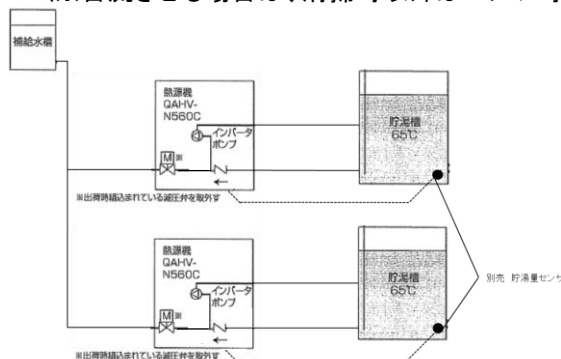 補給水槽
熱源機
QAHV-
N560C
インバータ
ポンプ
M
※
※出荷時組込まれている減圧弁を取外す
貯湯槽
65℃
熱源機
QAHV-
N560C
インバータ
ポンプ
M
※
※出荷時組込まれている減圧弁を取外す
貯湯槽
65℃
別売 貯湯量センサ